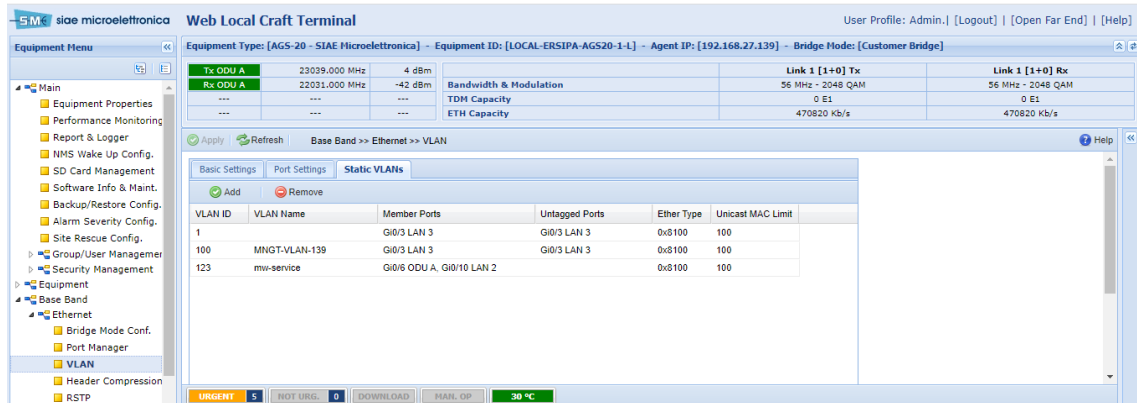 SIAE siae microelettronica Web Local Craft Terminal User Profile: Admin.| [Logout] | [Open Far End] | [Help]
Equipment Menu
Equipment Type: [AGS-20 - SIAE Microelettronica] - Equipment ID: [LOCAL-ERSIPA-AGS20-1-L] - Agent IP: [192.168.27.139] - Bridge Mode: [Customer Bridge]
Tx ODU A 23039.000 MHz 4 dBm Link 1 [1+0] Tx Link 1 [1+0] Rx
Rx ODU A 22031.000 MHz -42 dBm Bandwidth & Modulation 56 MHz - 2048 QAM 56 MHz - 2048 QAM
--- --- --- TDM Capacity 0 E1 0 E1
--- --- --- ETH Capacity 470820 Kb/s 470820 Kb/s
Main
Equipment Properties
Performance Monitoring
Report & Logger
NMS Wake Up Config.
SD Card Management
Software Info & Maint.
Backup/Restore Config.
Alarm Severity Config.
Site Rescue Config.
Group/User Managemen
Security Management
Equipment
Base Band
Ethernet
Bridge Mode Conf.
Port Manager
VLAN
Header Compression
RSTP
Apply Refresh Base Band >> Ethernet >> VLAN Help
Basic Settings Port Settings Static VLANs
Add Remove
VLAN ID VLAN Name Member Ports Untagged Ports Ether Type Unicast MAC Limit
1 Gi0/3 LAN 3 Gi0/3 LAN 3 0x8100 100
100 MNGT-VLAN-139 Gi0/3 LAN 3 Gi0/3 LAN 3 0x8100 100
123 mw-service Gi0/6 ODU A, Gi0/10 LAN 2 0x8100 100
URGENT 5 NOT URG. 0 DOWNLOAD MAN. OP 30 ºC